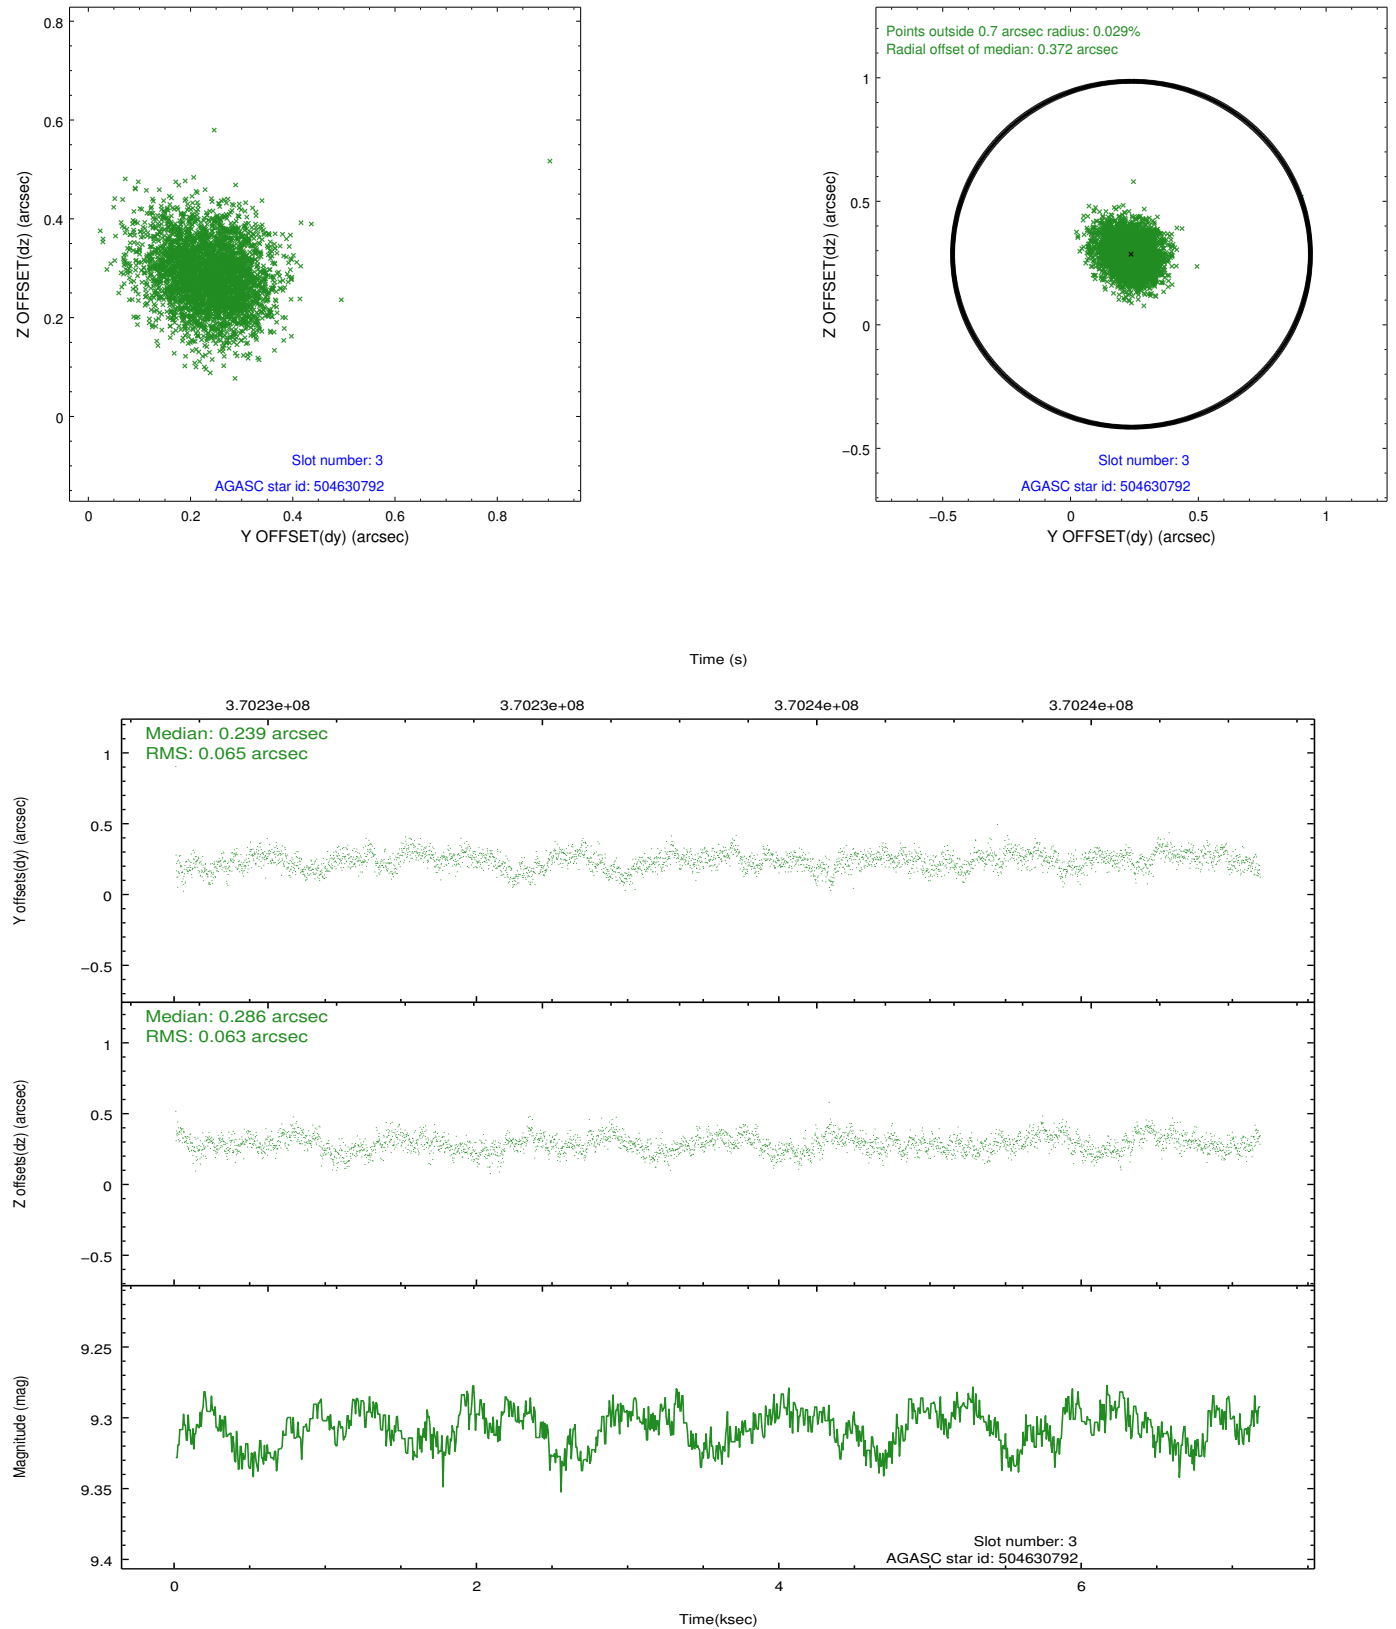 0.8
0.6
0.4
0.2
0
Z OFFSET(dz) (arcsec)
Slot number: 3
AGASC star id: 504630792
0 0.2 0.4 0.6 0.8
Y OFFSET(dy) (arcsec)
Points outside 0.7 arcsec radius: 0.029%
Radial offset of median: 0.372 arcsec
1
0.5
0
−0.5
Z OFFSET(dz) (arcsec)
Slot number: 3
AGASC star id: 504630792
−0.5 0 0.5 1
Y OFFSET(dy) (arcsec)
Time (s)
3.7023e+08 3.7023e+08 3.7024e+08 3.7024e+08
Median: 0.239 arcsec
RMS: 0.065 arcsec
1
0.5
0
−0.5
Y offsets(dy) (arcsec)
Median: 0.286 arcsec
RMS: 0.063 arcsec
1
0.5
0
−0.5
Z offsets(dz) (arcsec)
9.25
9.3
9.35
9.4
Magnitude (mag)
Slot number: 3
AGASC star id: 504630792
0 2 4 6
Time(ksec)